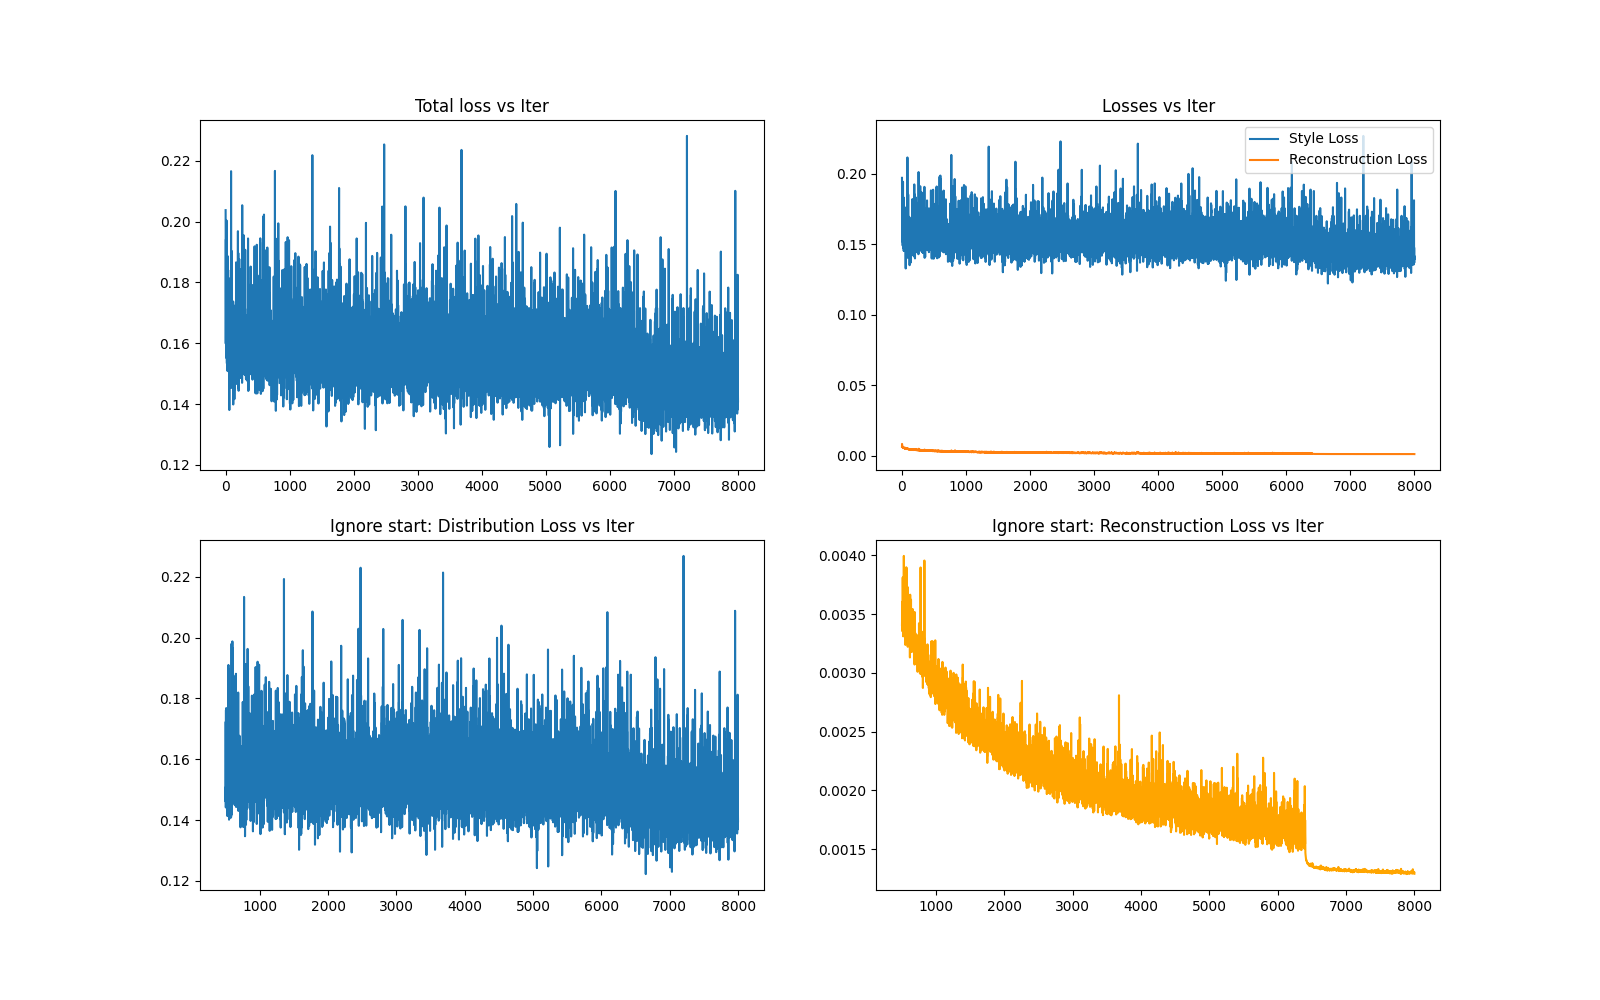 Total loss vs Iter
0.22
0.20
0.18
0.16
0.14
0.12
0 1000 2000 3000 4000 5000 6000 7000 8000
Losses vs Iter
Style Loss
Reconstruction Loss
0.20
0.15
0.10
0.05
0.00
0 1000 2000 3000 4000 5000 6000 7000 8000
Ignore start: Distribution Loss vs Iter
0.22
0.20
0.18
0.16
0.14
0.12
1000 2000 3000 4000 5000 6000 7000 8000
Ignore start: Reconstruction Loss vs Iter
0.0040
0.0035
0.0030
0.0025
0.0020
0.0015
1000 2000 3000 4000 5000 6000 7000 8000